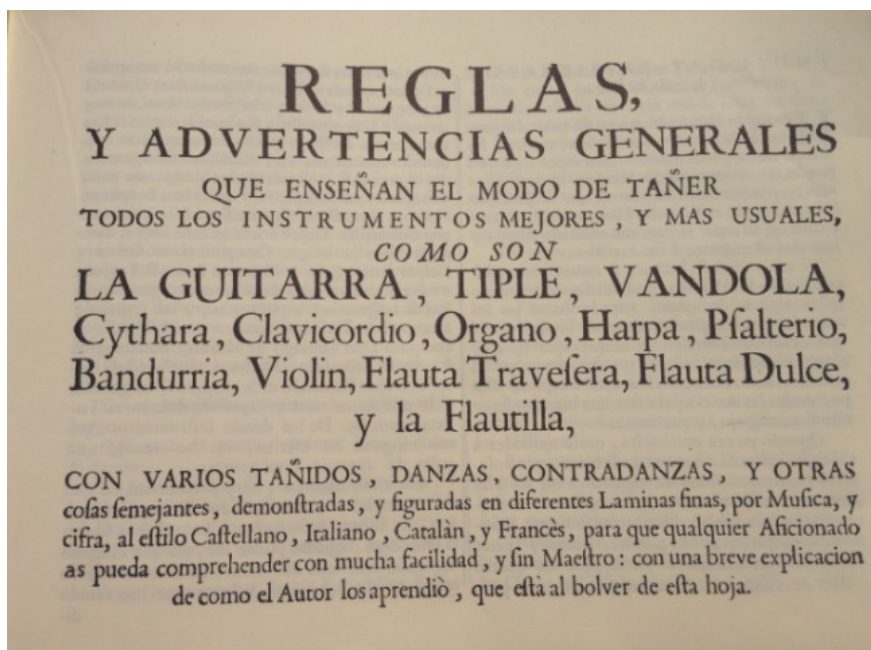 REGLAS,
Y ADVERTENCIAS GENERALES
QUE ENSEÑAN EL MODO DE TAÑER
TODOS LOS INSTRUMENTOS MEJORES, Y MAS USUALES,
COMO SON
LA GUITARRA, TIPLE, VANDOLA,
Cythara, Clavicordio, Organo, Harpa, Pſalterio,
Bandurria, Violin, Flauta Traveſera, Flauta Dulce,
y la Flautilla,
CON VARIOS TAÑIDOS, DANZAS, CONTRADANZAS, Y OTRAS
coſas ſemejantes, demonſtradas, y figuradas en diferentes Laminas finas, por Muſica, y
cifra, al eſtilo Caſtellano, Italiano, Catalàn, y Francès, para que qualquier Aficionado
as pueda comprehender con mucha facilidad, y ſin Maeſtro: con una breve explicacion
de como el Autor los aprendiò, que eſtà al bolver de eſta hoja.